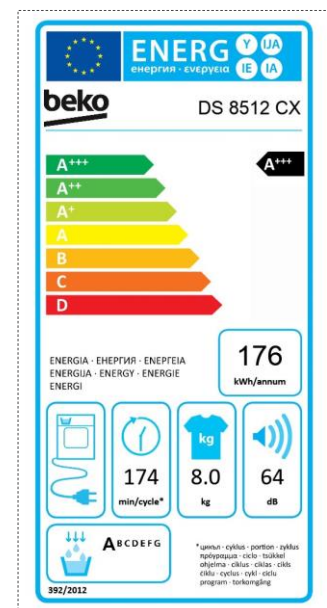 ENERG Y IJA
енергия · ενεργεια IE IA
beko
DS 8512 CX
A+++ A+++
A++
A+
A
B
C
D
ENERGIA · ЕНЕРГИЯ · ΕΝΕΡΓΕΙΑ
ENERGIJA · ENERGY · ENERGIE
ENERGI
176
kWh/annum
kg
174 8.0 64
min/cycle* kg dB
ABCDEFG
* цикъл · cyklus · portion · zyklus
πρόγραμμα · ciclo · tsükkel
ohjelma · ciklus · ciklas · cikls
ċiklu · cyclus · cykl · ciclu
program · torkomgång
392/2012